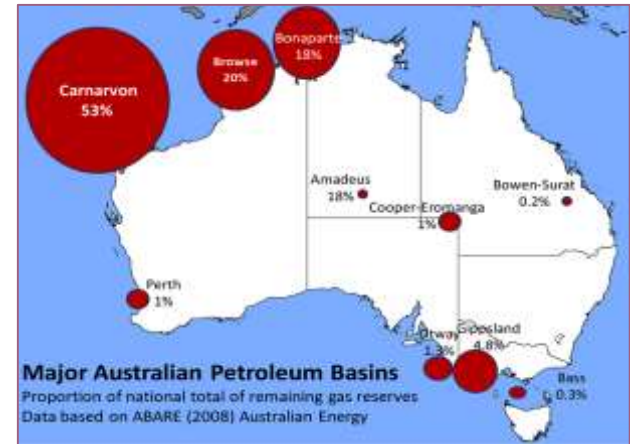 Bonaparte
18%
Browse
20%
Carnarvon
53%
Amadeus
18%
Bowen-Surat
0.2%
Cooper-Eromanga
1%
Perth
1%
Otway
1.3%
Gippsland
4.8%
Bass
0.3%
Major Australian Petroleum Basins
Proportion of national total of remaining gas reserves
Data based on ABARE (2008) Australian Energy